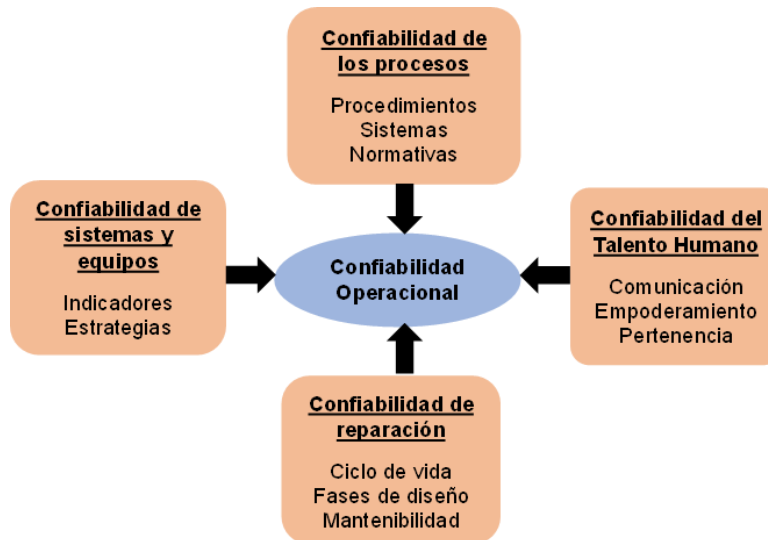 Confiabilidad de
los procesos
Procedimientos
Sistemas
Normativas
Confiabilidad de
sistemas y
equipos
Indicadores
Estrategias
Confiabilidad
Operacional
Confiabilidad del
Talento Humano
Comunicación
Empoderamiento
Pertenencia
Confiabilidad de
reparación
Ciclo de vida
Fases de diseño
Mantenibilidad